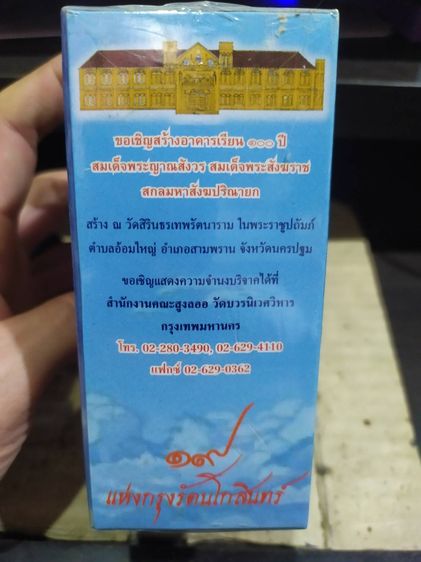 ขอเชิญสร้างอาคารเรียน ๑๐๐ ปี
สมเด็จพระญาณสังวร สมเด็จพระสังฆราช
สกลมหาสังฆปริณายก
สร้าง ณ วัดสิรินธรเทพรัตนาราม ในพระราชูปถัมภ์
ตำบลอ้อมใหญ่ อำเภอสามพราน จังหวัดนครปฐม
ขอเชิญแสดงความจำนงบริจาคได้ที่
สำนักงานคณะสูงลออ วัดบวรนิเวศวิหาร
กรุงเทพมหานคร
โทร. 02-280-3490, 02-629-4110
แฟกซ์ 02-629-0362
๑๙
แห่งกรุงรัตนโกสินทร์